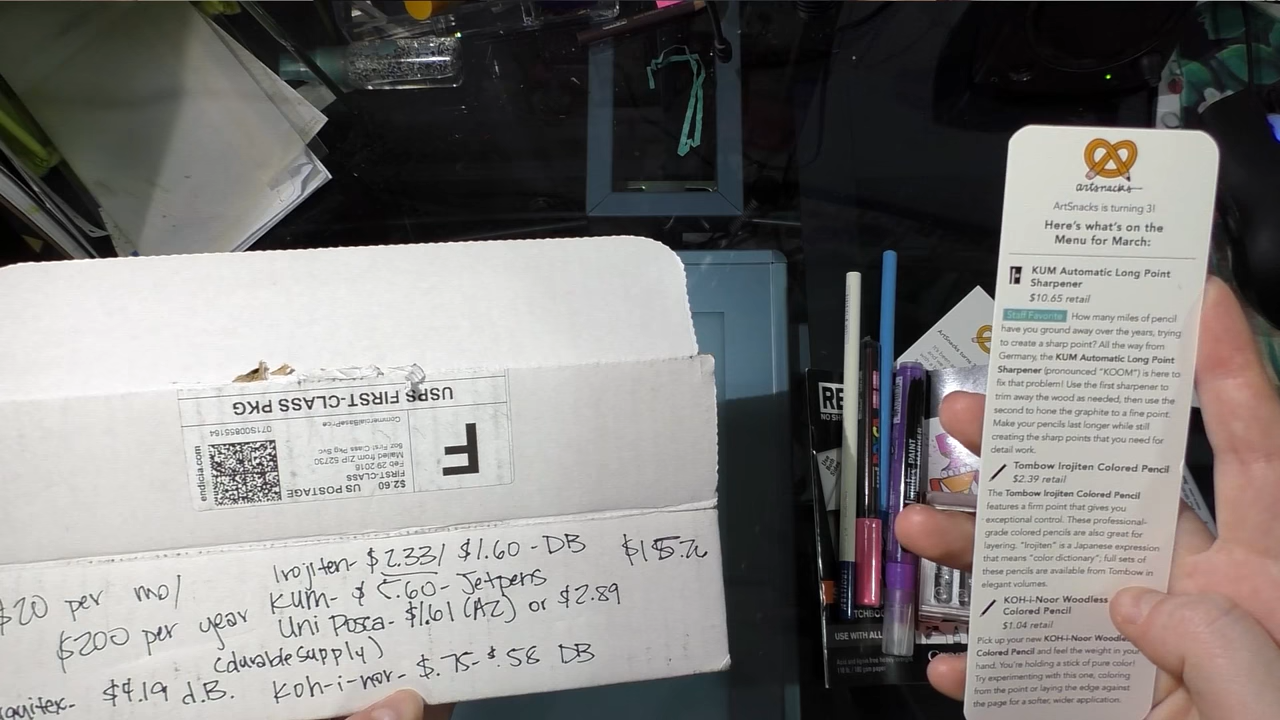 USPS FIRST-CLASS PKG
endicia.com
071S00855184
CommercialBasePrice
8oz First Class Pkg Svc
Mailed from ZIP 52730
Feb 29 2016
FIRST-CLASS
$2.60
US POSTAGE
F
$20 per mo/
$200 per year
(durable supply)
$4.19 d.B.
Irojiten- $2.33/ $1.60 - DB
Kum- $ 5.60 - Jetpens
Uni Posca- $1.61 (AZ) or $2.89
Koh-i-nor- $.75- $.58 DB
RE
USE WITH ALL
artsnacks
ArtSnacks is turning 3!
Here's what's on the
Menu for March:
KUM Automatic Long Point
Sharpener
$10.65 retail
Staff Favorite How many miles of pencil
have you ground away over the years, trying
to create a sharp point? All the way from
Germany, the KUM Automatic Long Point
Sharpener (pronounced "KOOM") is here to
fix that problem! Use the first sharpener to
trim away the wood as needed, then use the
second to hone the graphite to a fine point.
Make your pencils last longer while still
creating the sharp points that you need for
detail work.
Tombow Irojiten Colored Pencil
$2.39 retail
The Tombow Irojiten Colored Pencil
features a firm point that gives you
exceptional control. These professional-
grade colored pencils are also great for
layering. "Irojiten" is a Japanese expression
that means "color dictionary"; full sets of
these pencils are available from Tombow in
elegant volumes.
KOH-i-Noor Woodless
Colored Pencil
$1.04 retail
Pick up your new KOH-i-Noor Woodless
Colored Pencil and feel the weight in your
hand. You're holding a stick of pure color!
Try experimenting with this one, coloring
from the point or laying the edge against
the page for a softer, wider application.